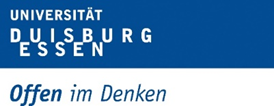 UNIVERSITÄT
DUISBURG
ESSEN
Offen im Denken